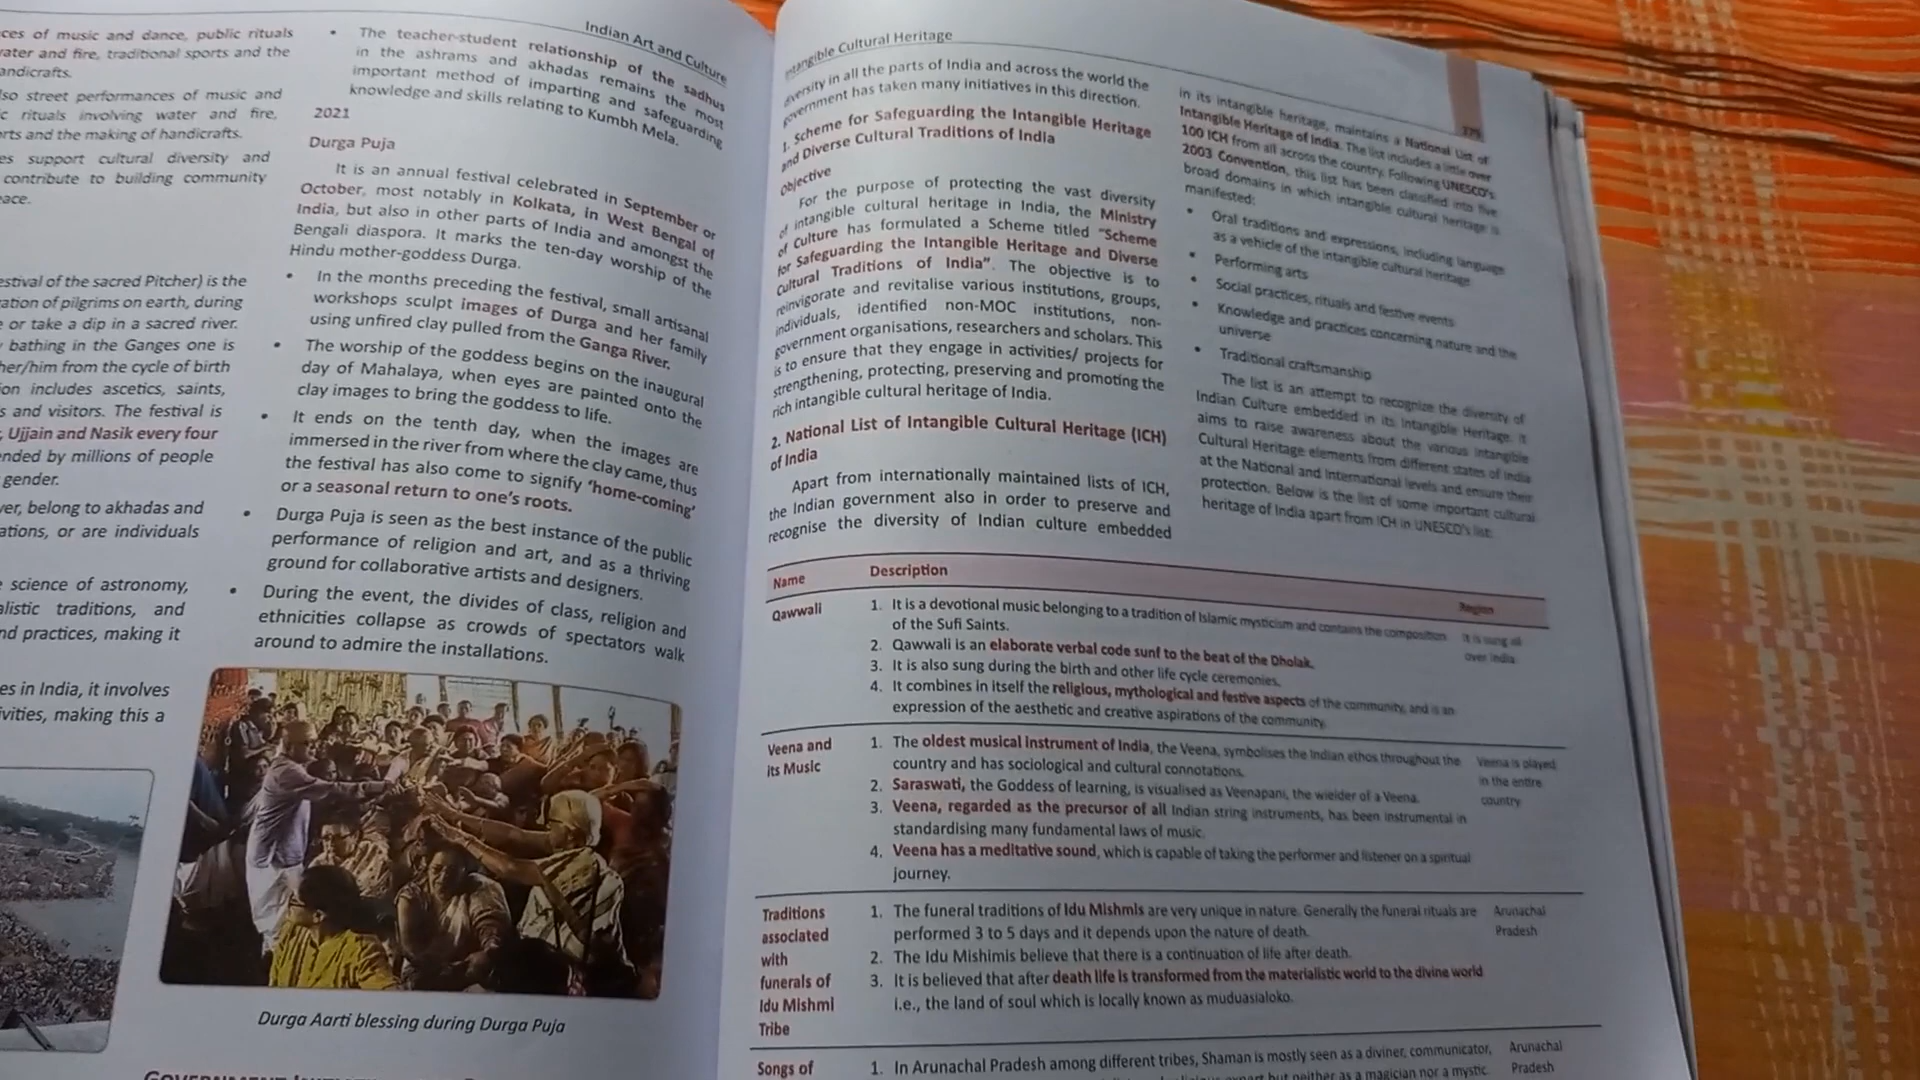 Indian Art and Culture
ces of music and dance, public rituals
water and fire, traditional sports and the
andicrafts.
lso street performances of music and
c rituals involving water and fire,
orts and the making of handicrafts.
es support cultural diversity and
contribute to building community
eace.
estival of the sacred Pitcher) is the
ation of pilgrims on earth, during
e or take a dip in a sacred river.
y bathing in the Ganges one is
her/him from the cycle of birth
ion includes ascetics, saints,
s and visitors. The festival is
, Ujjain and Nasik every four
ended by millions of people
gender.
ver, belong to akhadas and
ations, or are individuals
e science of astronomy,
alistic traditions, and
nd practices, making it
es in India, it involves
ivities, making this a
• The teacher-student relationship of the sadhus
in the ashrams and akhadas remains the most
important method of imparting and safeguarding
knowledge and skills relating to Kumbh Mela.
2021
Durga Puja
It is an annual festival celebrated in September or
October, most notably in Kolkata, in West Bengal of
India, but also in other parts of India and amongst the
Bengali diaspora. It marks the ten-day worship of the
Hindu mother-goddess Durga.
• In the months preceding the festival, small artisanal
workshops sculpt images of Durga and her family
using unfired clay pulled from the Ganga River.
• The worship of the goddess begins on the inaugural
day of Mahalaya, when eyes are painted onto the
clay images to bring the goddess to life.
• It ends on the tenth day, when the images are
immersed in the river from where the clay came, thus
the festival has also come to signify ‘home-coming’
or a seasonal return to one’s roots.
• Durga Puja is seen as the best instance of the public
performance of religion and art, and as a thriving
ground for collaborative artists and designers.
• During the event, the divides of class, religion and
ethnicities collapse as crowds of spectators walk
around to admire the installations.
Durga Aarti blessing during Durga Puja
GOVERNMENT
Intangible Cultural Heritage
diversity in all the parts of India and across the world the
government has taken many initiatives in this direction.
1. Scheme for Safeguarding the Intangible Heritage
and Diverse Cultural Traditions of India
Objective
For the purpose of protecting the vast diversity
of intangible cultural heritage in India, the Ministry
of Culture has formulated a Scheme titled “Scheme
for Safeguarding the Intangible Heritage and Diverse
Cultural Traditions of India”. The objective is to
reinvigorate and revitalise various institutions, groups,
individuals, identified non-MOC institutions, non-
government organisations, researchers and scholars. This
is to ensure that they engage in activities/ projects for
strengthening, protecting, preserving and promoting the
rich intangible cultural heritage of India.
2. National List of Intangible Cultural Heritage (ICH)
of India
Apart from internationally maintained lists of ICH,
the Indian government also in order to preserve and
recognise the diversity of Indian culture embedded
in its intangible heritage, maintains a National List of
Intangible Heritage of India. The list includes a little over
100 ICH from all across the country. Following UNESCO’s
2003 Convention, this list has been classified into five
broad domains in which intangible cultural heritage is
manifested:
• Oral traditions and expressions, including language
as a vehicle of the intangible cultural heritage
• Performing arts
• Social practices, rituals and festive events
• Knowledge and practices concerning nature and the
universe
• Traditional craftsmanship
The list is an attempt to recognize the diversity of
Indian Culture embedded in its Intangible Heritage. It
aims to raise awareness about the various Intangible
Cultural Heritage elements from different states of India
at the National and International levels and ensure their
protection. Below is the list of some important cultural
heritage of India apart from ICH in UNESCO’s list:
Name Description Region
Qawwali 1. It is a devotional music belonging to a tradition of Islamic mysticism and contains the composition It is sung all
of the Sufi Saints. over India
2. Qawwali is an elaborate verbal code sunf to the beat of the Dholak.
3. It is also sung during the birth and other life cycle ceremonies.
4. It combines in itself the religious, mythological and festive aspects of the community, and is an
expression of the aesthetic and creative aspirations of the community.
Veena and 1. The oldest musical instrument of India, the Veena, symbolises the Indian ethos throughout the Veena is played
its Music country and has sociological and cultural connotations. in the entire
2. Saraswati, the Goddess of learning, is visualised as Veenapani, the wielder of a Veena. country
3. Veena, regarded as the precursor of all Indian string instruments, has been instrumental in
standardising many fundamental laws of music.
4. Veena has a meditative sound, which is capable of taking the performer and listener on a spiritual
journey.
Traditions 1. The funeral traditions of Idu Mishmis are very unique in nature. Generally the funeral rituals are Arunachal
associated performed 3 to 5 days and it depends upon the nature of death. Pradesh
with 2. The Idu Mishimis believe that there is a continuation of life after death.
funerals of 3. It is believed that after death life is transformed from the materialistic world to the divine world
Idu Mishmi i.e., the land of soul which is locally known as muduasialoko.
Tribe
Songs of 1. In Arunachal Pradesh among different tribes, Shaman is mostly seen as a diviner, communicator, Arunachal
expert but neither as a magician nor a mystic. Pradesh